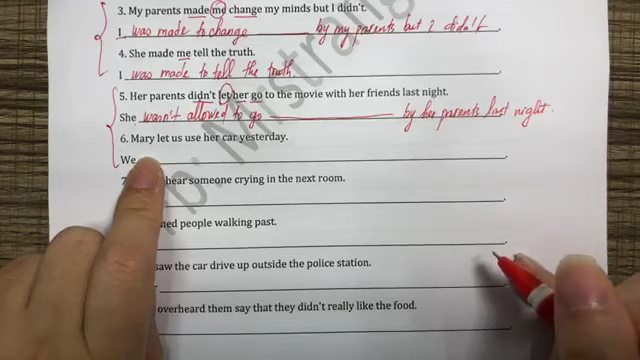 3. My parents made me change my minds but I didn't.
I was made to change by my parents but I didn't.
4. She made me tell the truth.
I was made to tell the truth.
5. Her parents didn't let her go to the movie with her friends last night.
She wasn't allowed to go by her parents last night.
6. Mary let us use her car yesterday.
We
7. hear someone crying in the next room.
people walking past.
saw the car drive up outside the police station.
overheard them say that they didn't really like the food.